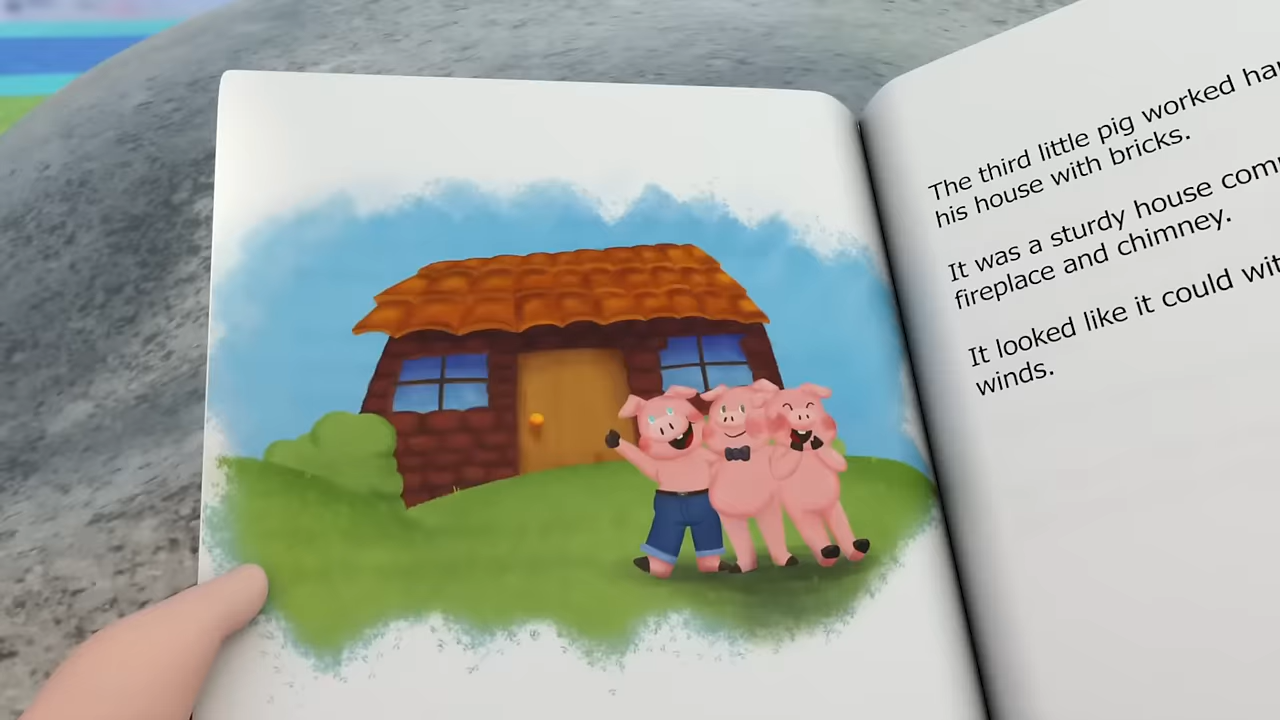 The third little pig worked
his house with bricks.
It was a sturdy house
fireplace and chimney.
It looked like it could
winds.